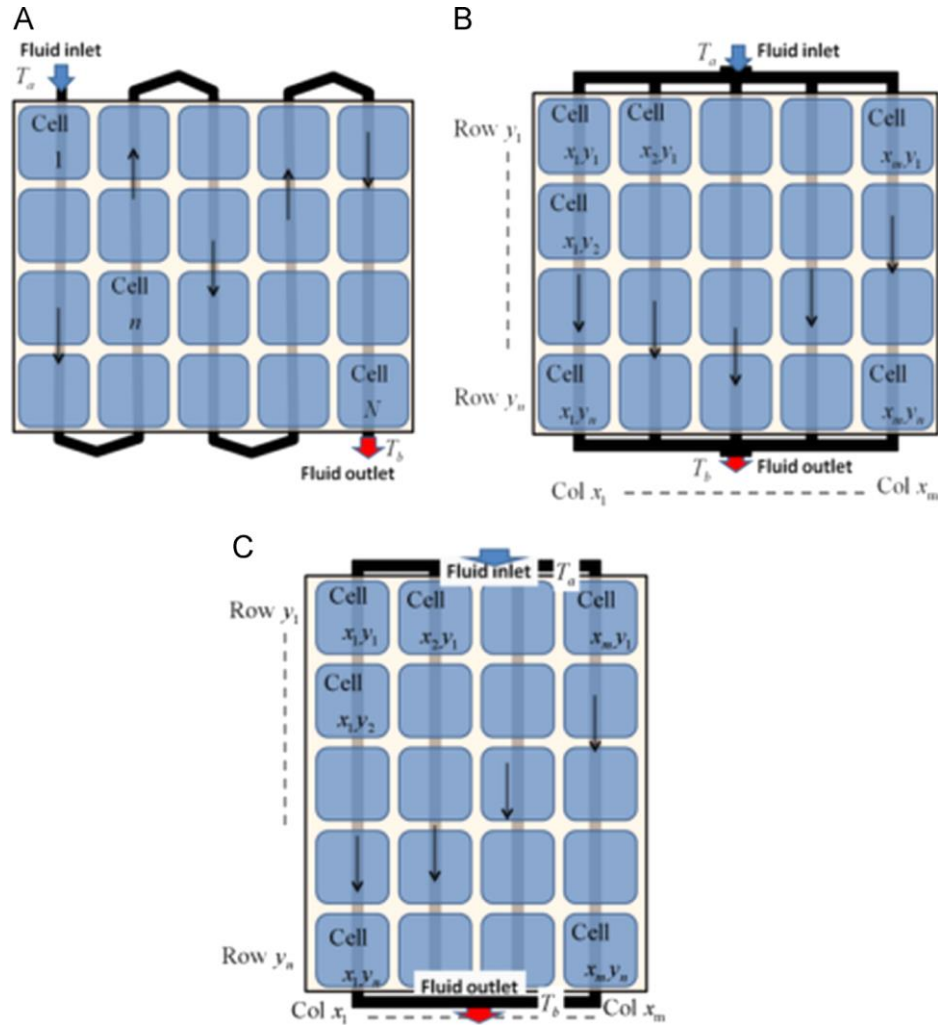 A
Fluid inlet
Ta
Cell
1
Cell
n
Cell
N
Tb
Fluid outlet
B
Ta Fluid inlet
Row y1
Cell
x1,y1
Cell
x2,y1
Cell
xm,y1
Cell
x1,y2
Row yn
Cell
x1,yn
Cell
xm,yn
Tb Fluid outlet
Col x1
Col xm
C
Fluid inlet Ta
Row y1
Cell
x1,y1
Cell
x2,y1
Cell
xm,y1
Cell
x1,y2
Row yn
Cell
x1,yn
Cell
xm,yn
Fluid outlet
Col x1
Tb
Col xm